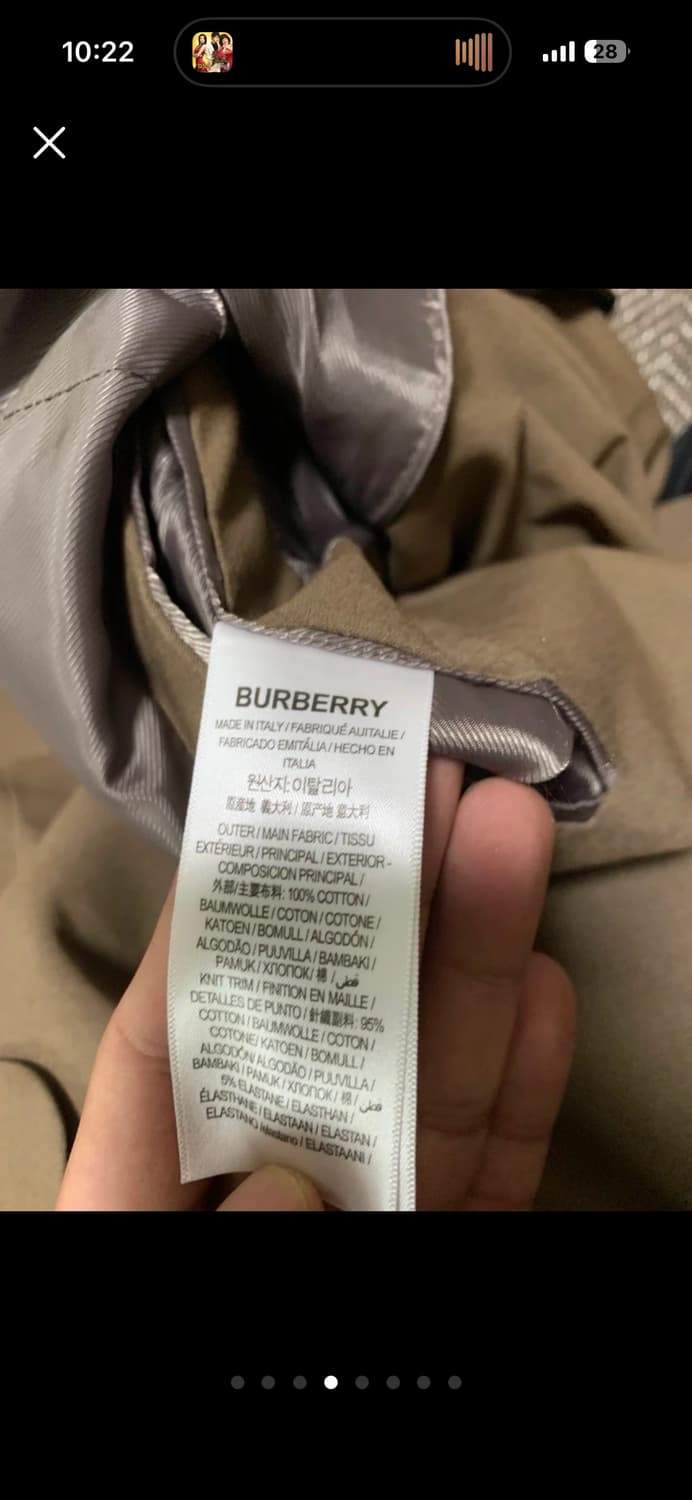 10:22
28
BURBERRY
MADE IN ITALY / FABRIQUÉ AUITALIE /
FABRICADO EMITÁLIA / HECHO EN
ITALIA
원산지:이탈리아
原産地 義大利 / 原产地 意大利
OUTER / MAIN FABRIC / TISSU
EXTÉRIEUR / PRINCIPAL / EXTERIOR -
COMPOSICION PRINCIPAL /
外部/主要布料: 100% COTTON /
BAUMWOLLE / COTON / COTONE /
KATOEN / BOMULL / ALGODÓN /
ALGODÃO / PUUVILLA / BAMBAKI /
PAMUK / ХЛОПОК / 棉 / قطن
KNIT TRIM / FINITION EN MAILLE /
DETALLES DE PUNTO / 針織副料: 95%
COTTON / BAUMWOLLE / COTON /
COTONE / KATOEN / BOMULL /
ALGODÓN / ALGODÃO / PUUVILLA /
BAMBAKI / PAMUK / ХЛОПОК / 棉 / قطن
5% ELASTANE / ELASTHAN /
ÉLASTHANE / ELASTAAN / ELASTAN /
ELASTANO / elastano / ELASTAANI /